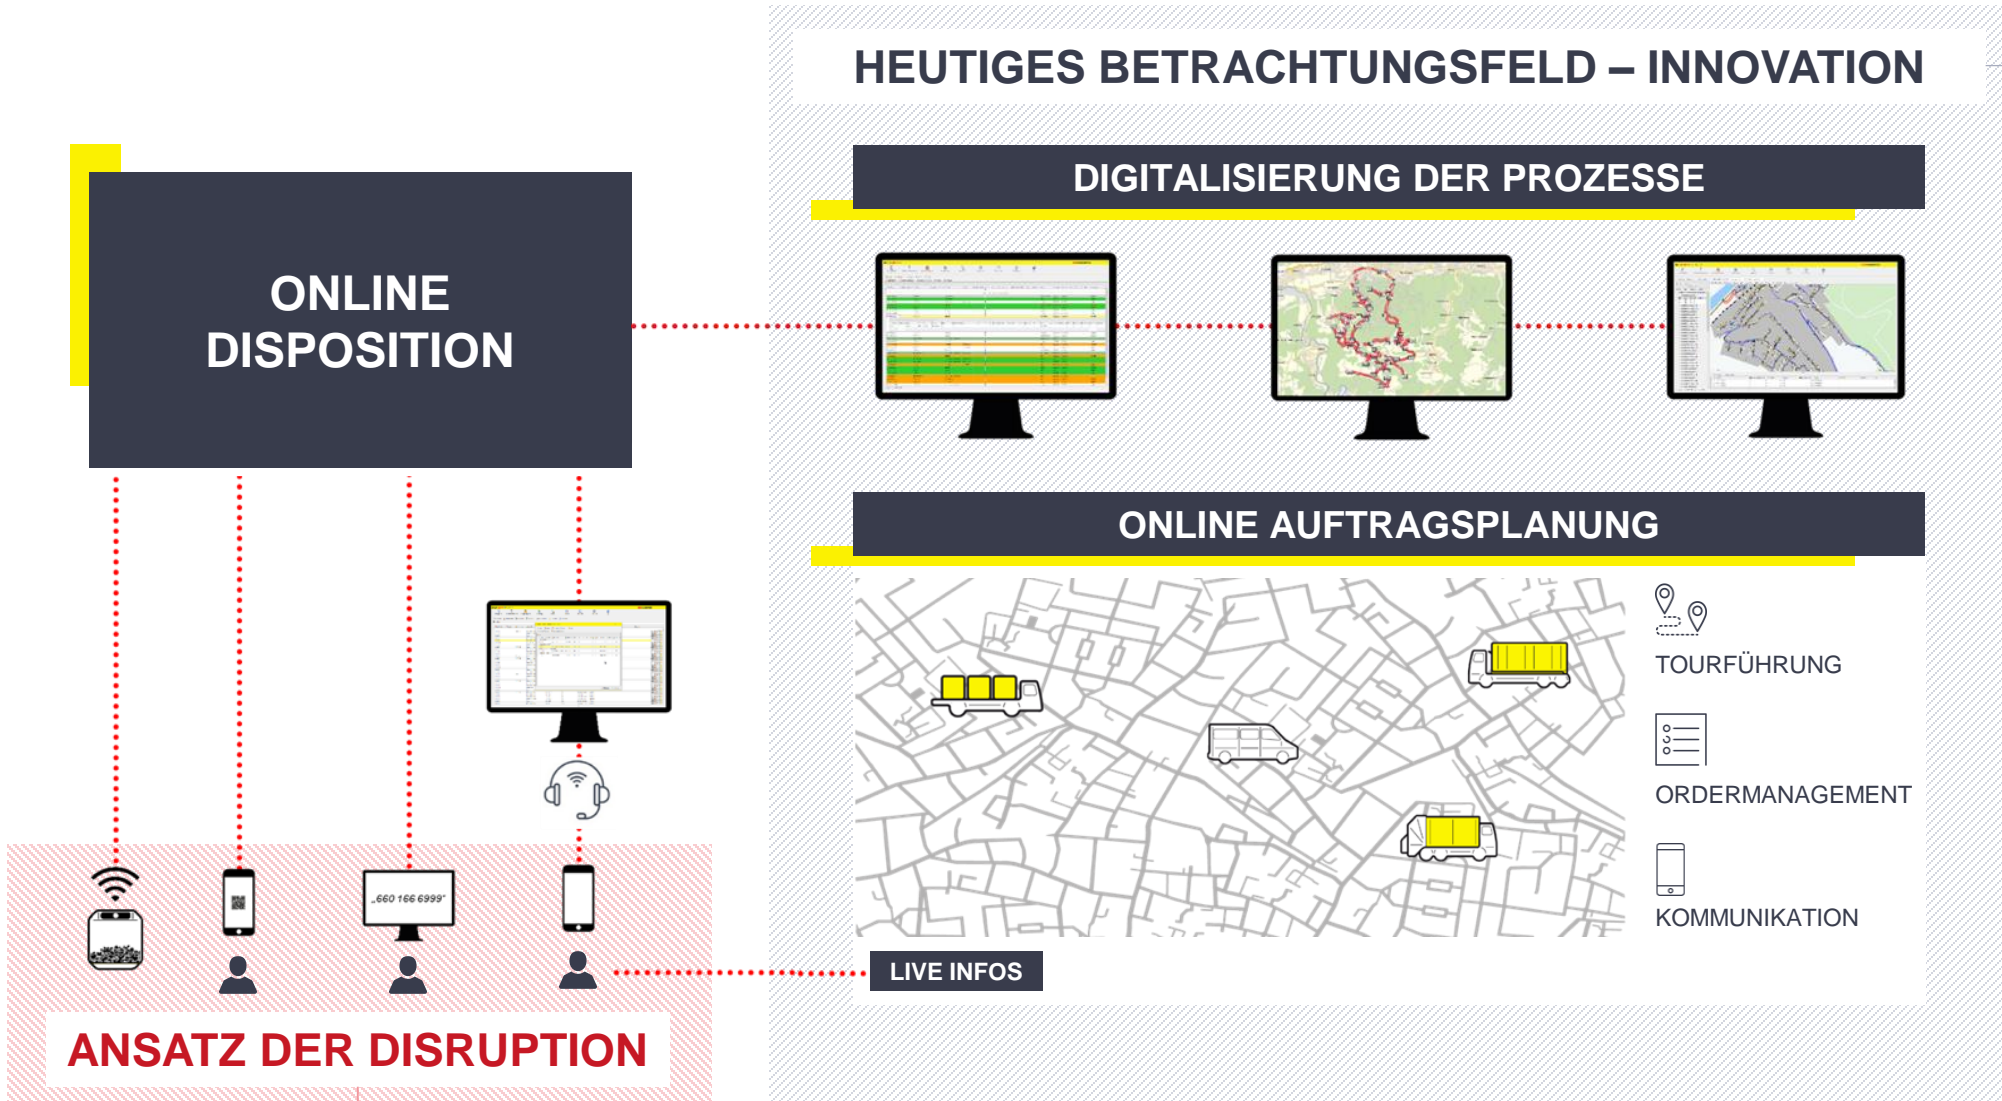 HEUTIGES BETRACHTUNGSFELD – INNOVATION
DIGITALISIERUNG DER PROZESSE
ONLINE
DISPOSITION
ONLINE AUFTRAGSPLANUNG
TOURFÜHRUNG
ORDERMANAGEMENT
KOMMUNIKATION
„660 166 6999“
LIVE INFOS
ANSATZ DER DISRUPTION